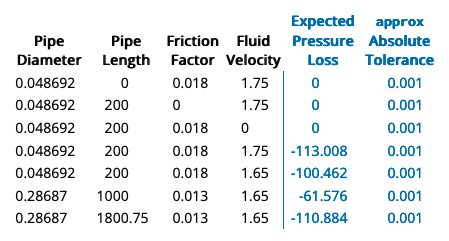 Expected approx
Pipe Pipe Friction Fluid Pressure Absolute
Diameter Length Factor Velocity Loss Tolerance
0.048692 0 0.018 1.75 0 0.001
0.048692 200 0 1.75 0 0.001
0.048692 200 0.018 0 0 0.001
0.048692 200 0.018 1.75 -113.008 0.001
0.048692 200 0.018 1.65 -100.462 0.001
0.28687 1000 0.013 1.65 -61.576 0.001
0.28687 1800.75 0.013 1.65 -110.884 0.001